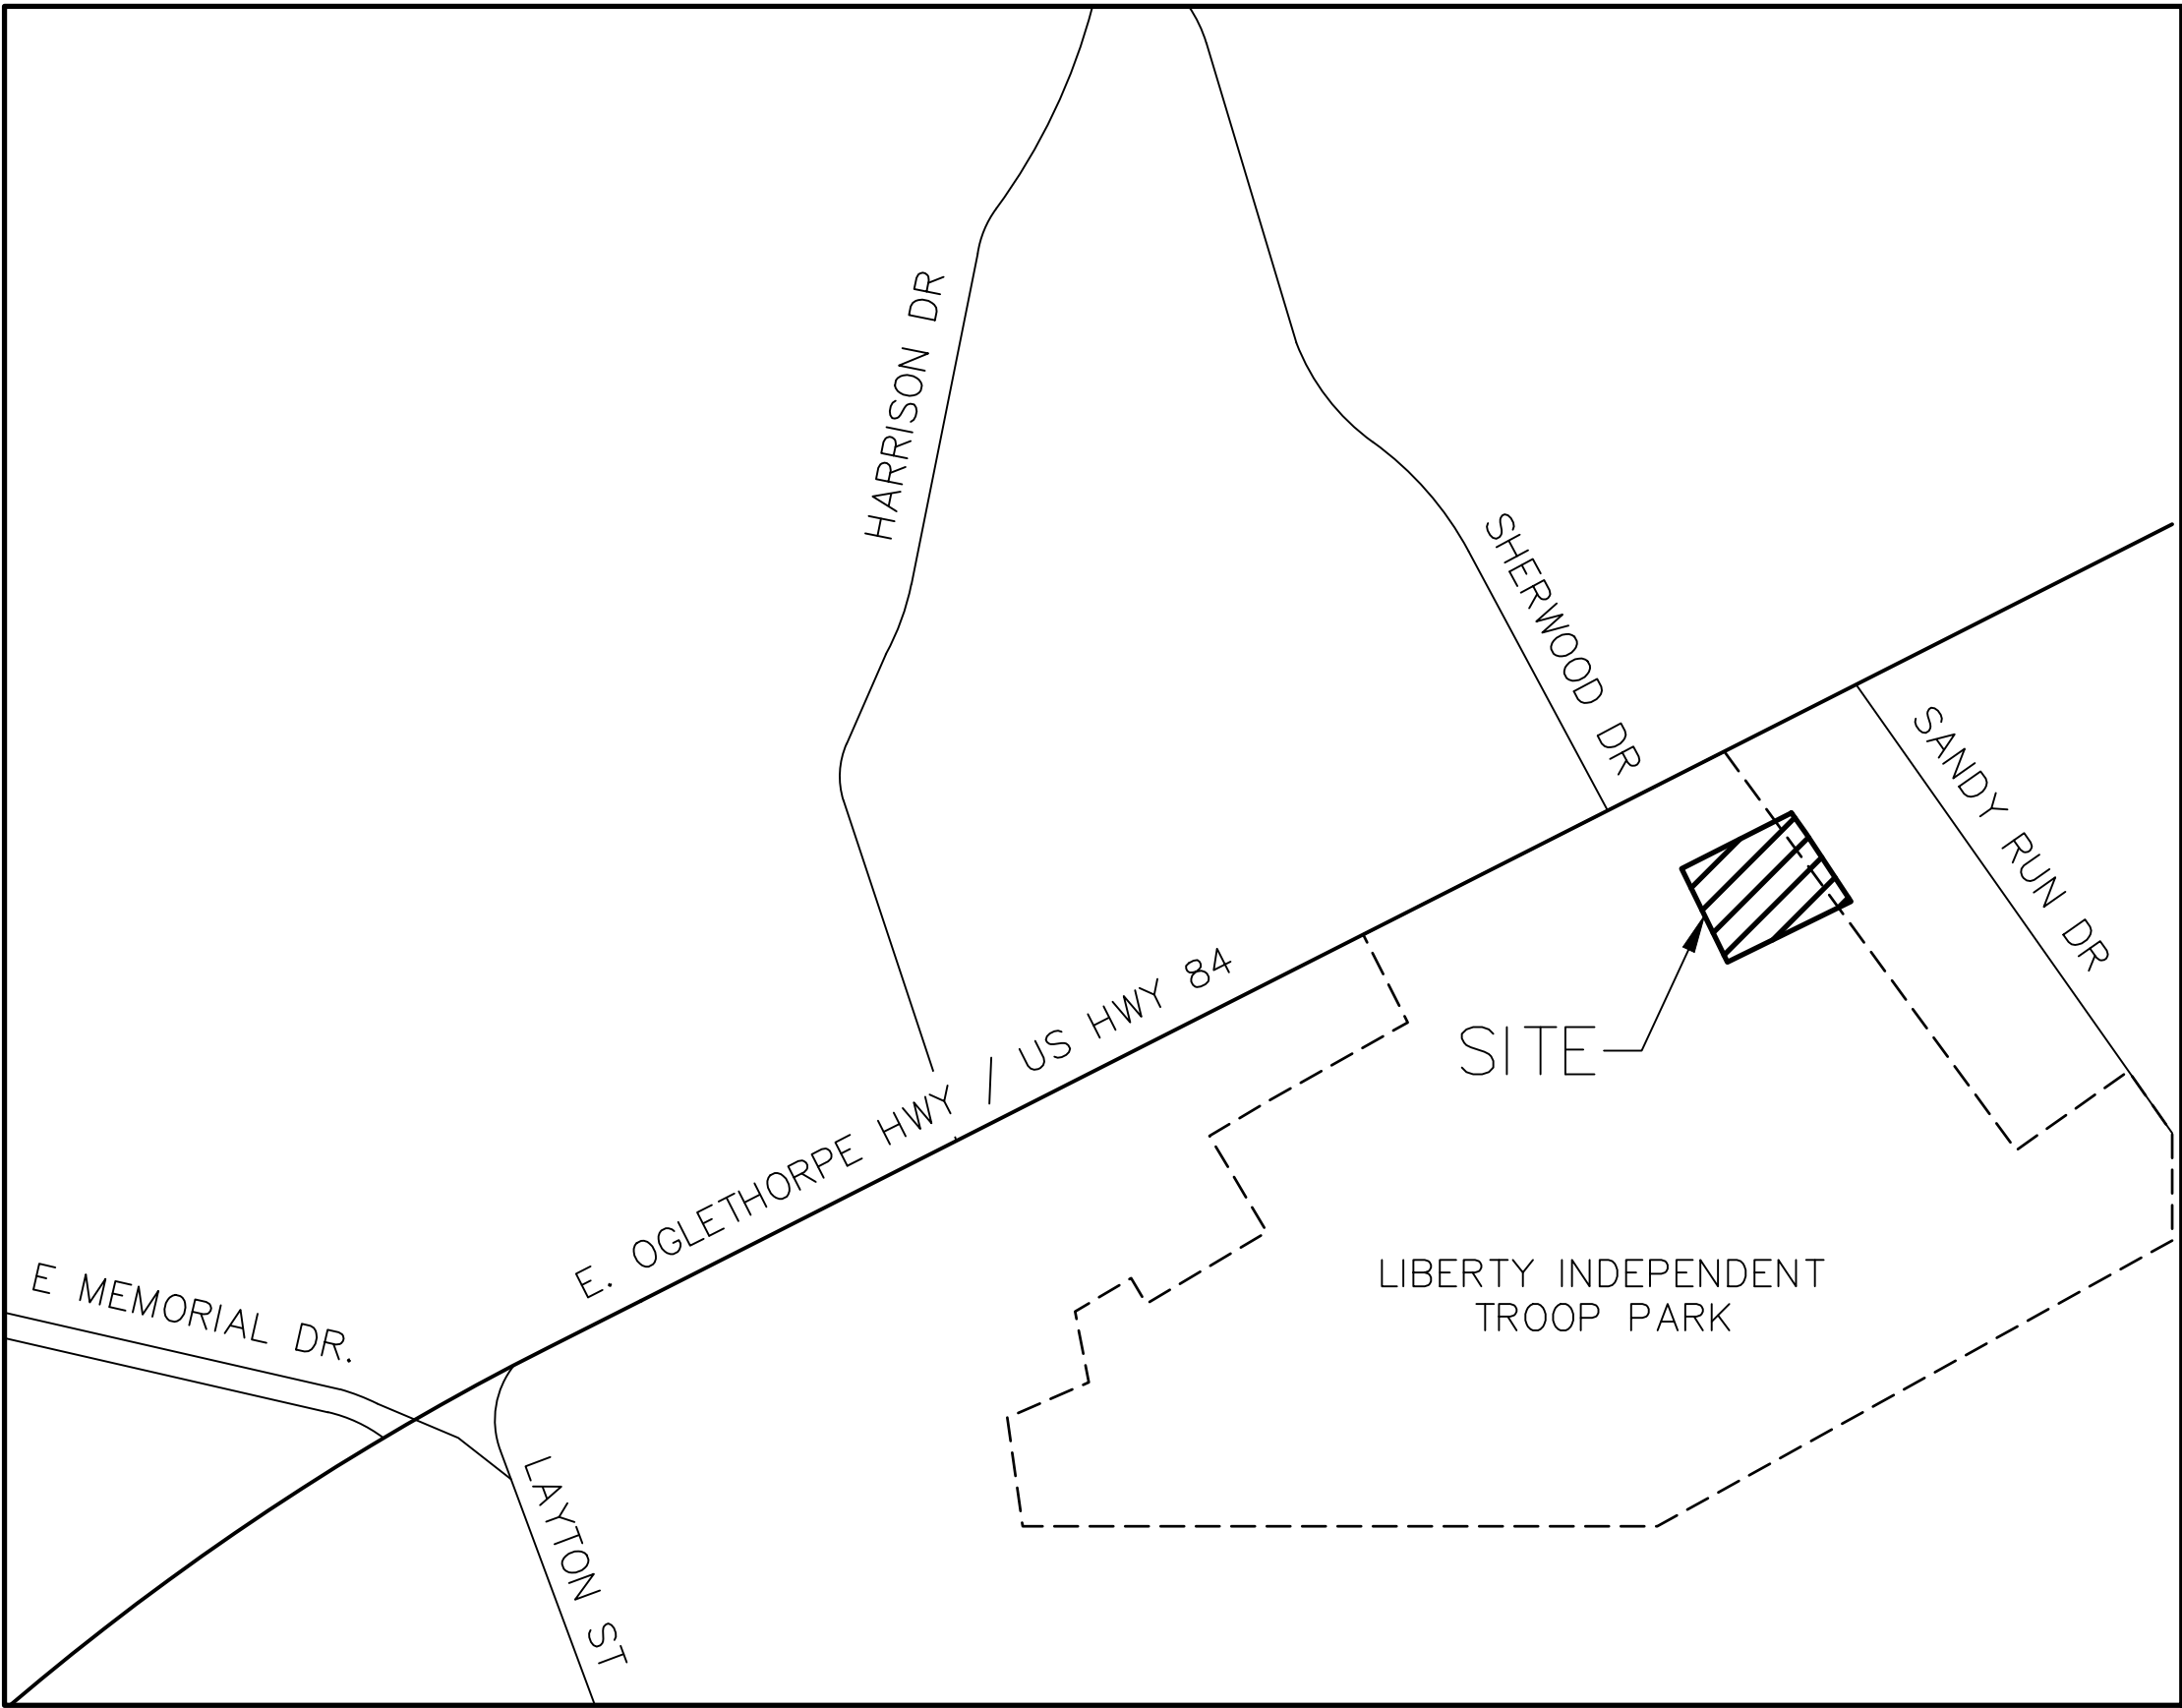 HARRISON DR
SHERWOOD DR
SANDY RUN DR
E. OGLETHORPE HWY / US HWY 84
SITE
E MEMORIAL DR.
LIBERTY INDEPENDENT
TROOP PARK
LAYTON ST